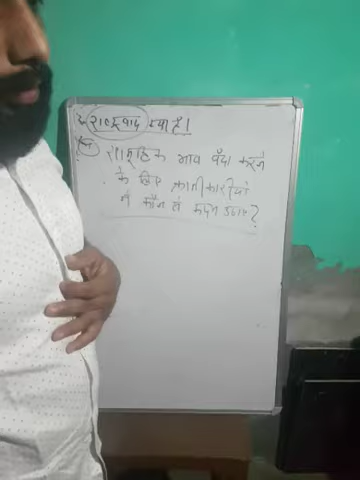 राष्ट्रवाद क्या है।
सामूहिक भाव पैदा करने
के लिए क्रांतीकारीयों
ने कौन से कदम उठाए?